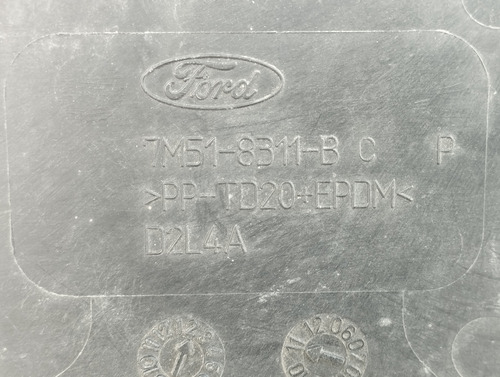 Ford
7M51-8311-B C P
>PP-TD20+EPDM<
D2L4A